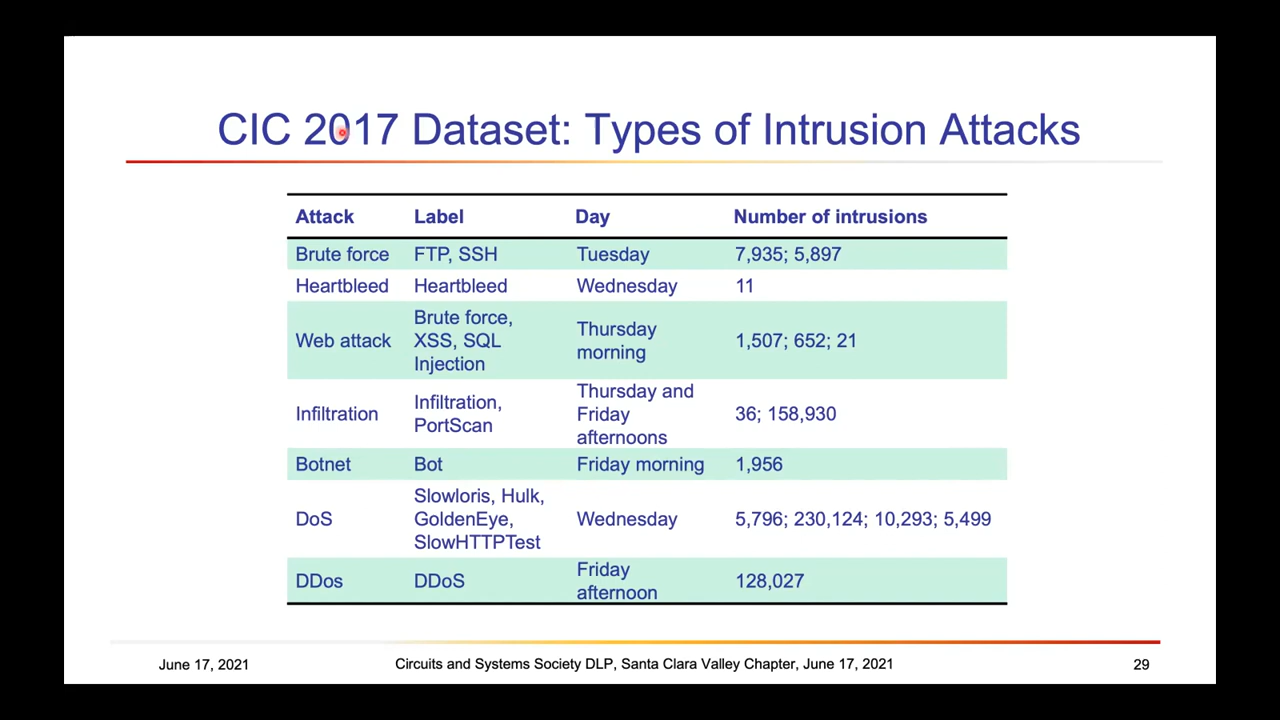 CIC 2017 Dataset: Types of Intrusion Attacks
Attack Label Day Number of intrusions
Brute force FTP, SSH Tuesday 7,935; 5,897
Heartbleed Heartbleed Wednesday 11
Web attack Brute force, XSS, SQL Injection Thursday morning 1,507; 652; 21
Infiltration Infiltration, PortScan Thursday and Friday afternoons 36; 158,930
Botnet Bot Friday morning 1,956
DoS Slowloris, Hulk, GoldenEye, SlowHTTPTest Wednesday 5,796; 230,124; 10,293; 5,499
DDos DDoS Friday afternoon 128,027
June 17, 2021 Circuits and Systems Society DLP, Santa Clara Valley Chapter, June 17, 2021 29